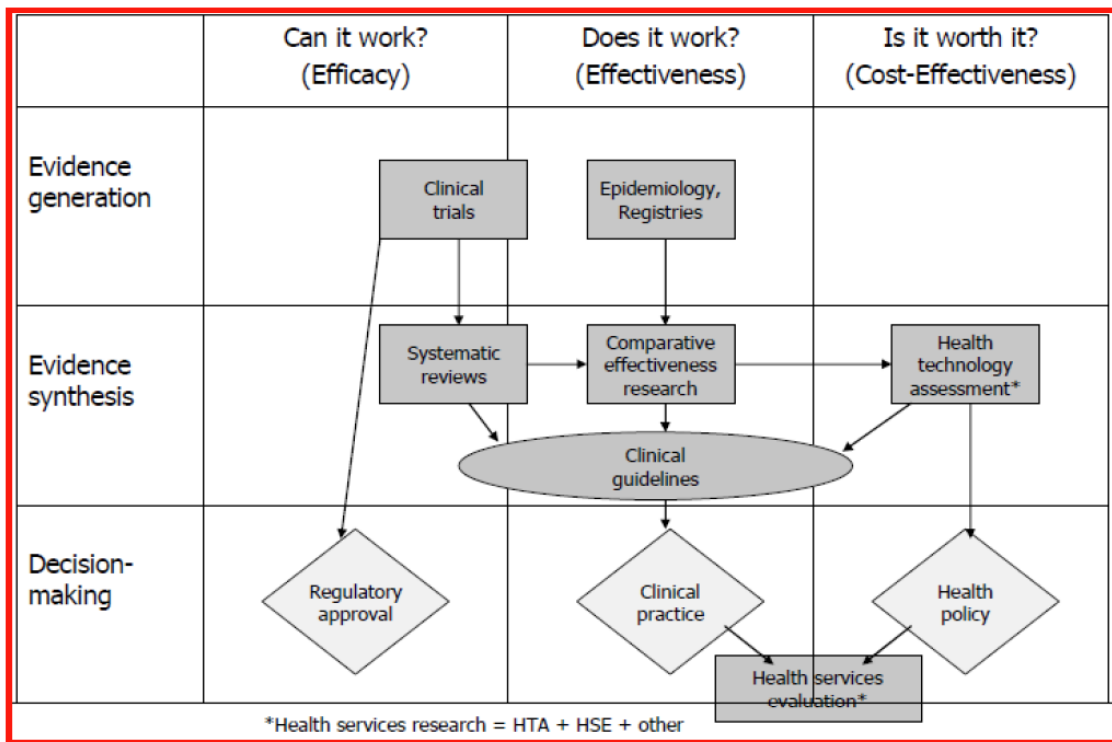 Can it work?
(Efficacy)
Does it work?
(Effectiveness)
Is it worth it?
(Cost-Effectiveness)
Evidence
generation
Clinical
trials
Epidemiology,
Registries
Evidence
synthesis
Systematic
reviews
Comparative
effectiveness
research
Health
technology
assessment*
Clinical
guidelines
Decision-
making
Regulatory
approval
Clinical
practice
Health
policy
Health services
evaluation*
*Health services research = HTA + HSE + other